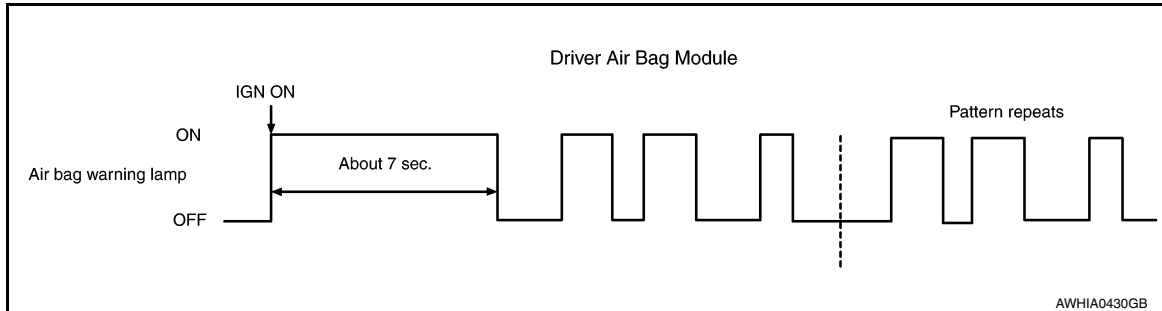 Driver Air Bag Module
IGN ON
Pattern repeats
ON
About 7 sec.
Air bag warning lamp
OFF
AWHIA0430GB